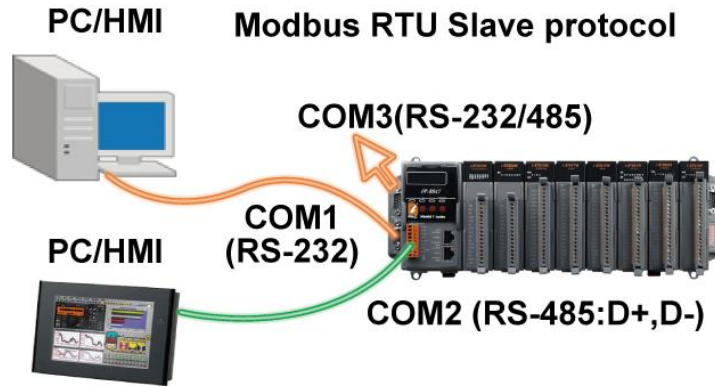 PC/HMI
Modbus RTU Slave protocol
COM3(RS-232/485)
COM1
(RS-232)
PC/HMI
COM2 (RS-485:D+,D-)